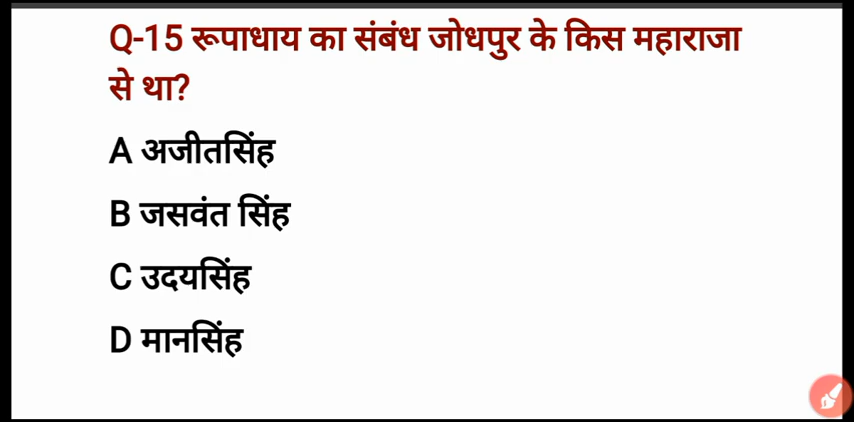 Q-15 रूपाधाय का संबंध जोधपुर के किस महाराजा
से था?
A अजीतसिंह
B जसवंत सिंह
C उदयसिंह
D मानसिंह